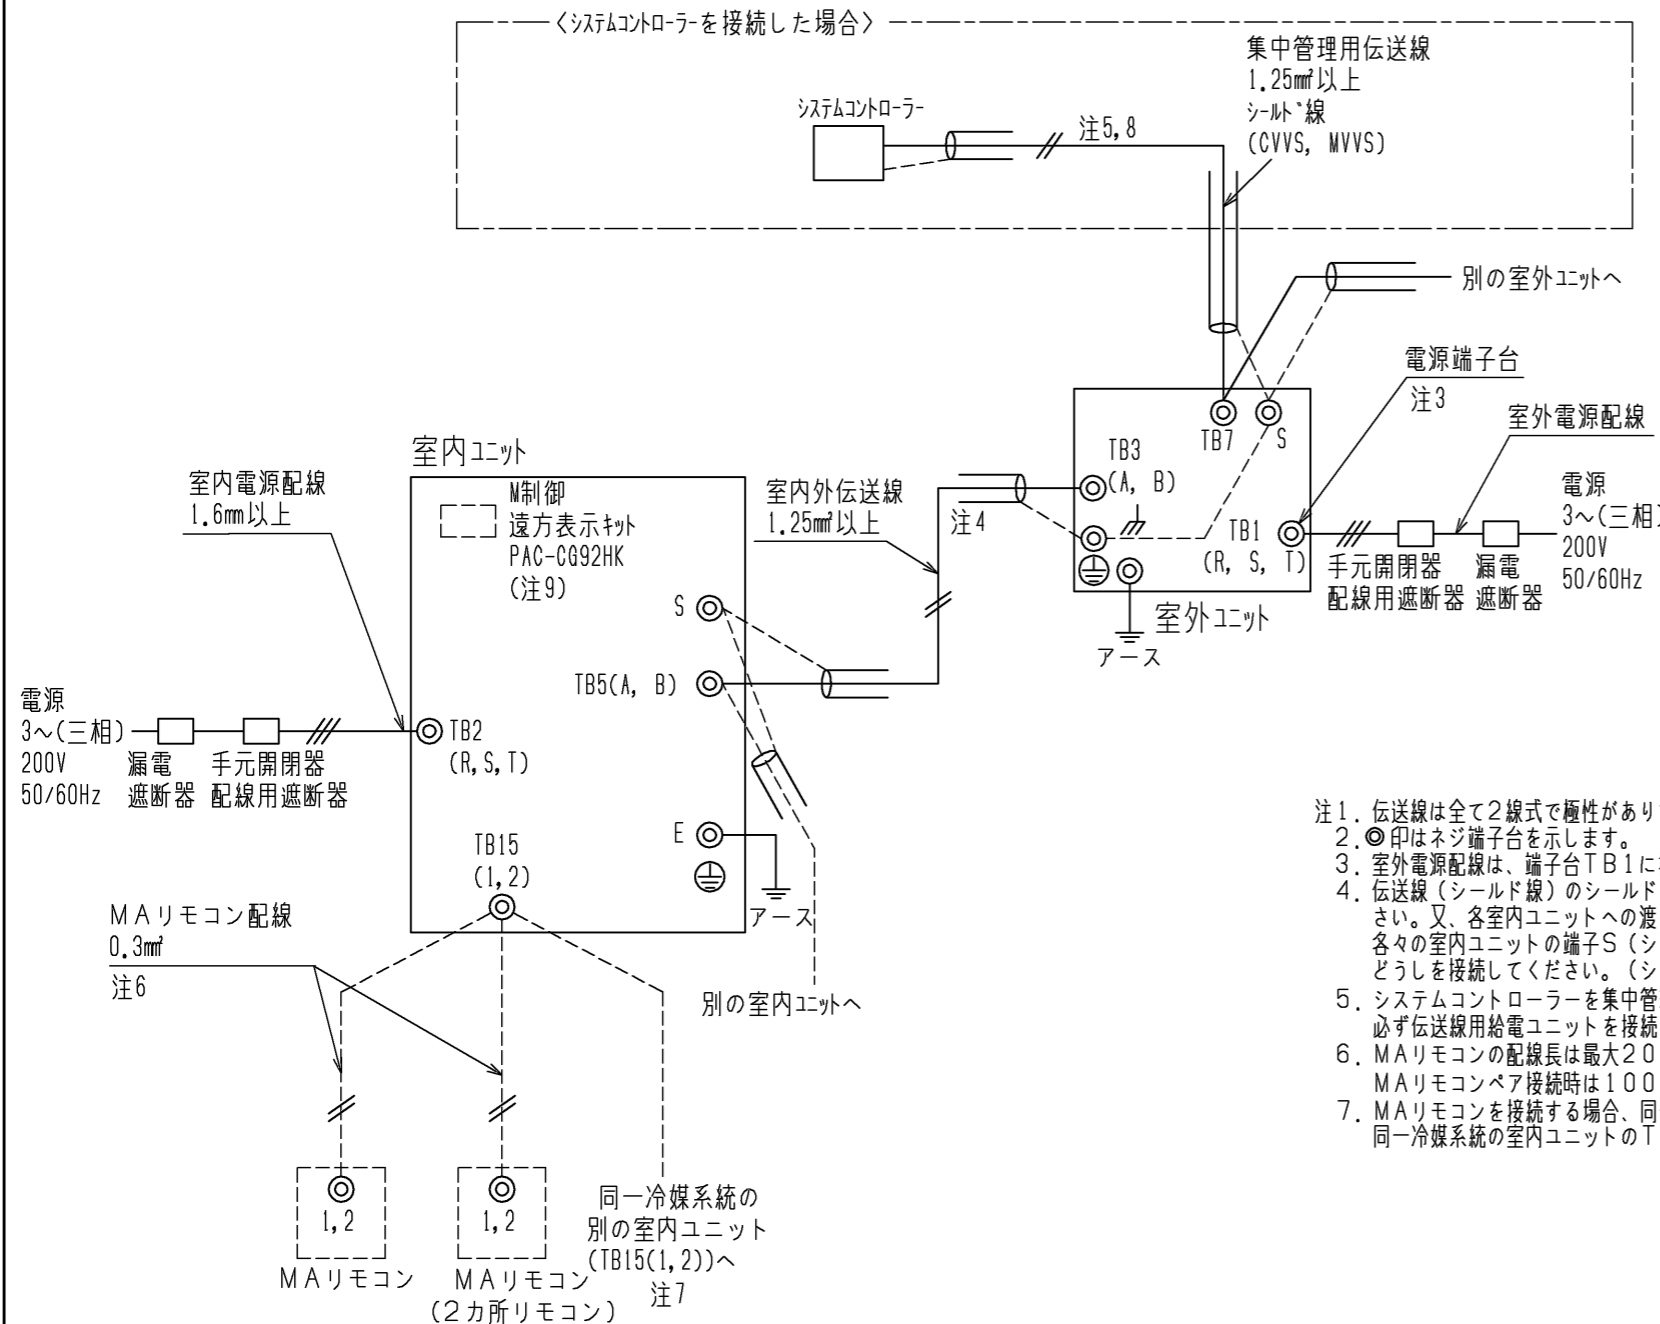 〈システムコントローラーを接続した場合〉
集中管理用伝送線
1.25㎟以上
シールド線
(CVVS, MVVS)
システムコントローラー
注5,8
別の室外ユニットへ
電源端子台
注3
室外電源配線
TB7
S
TB3
(A, B)
TB1
(R, S, T)
電源
3~(三相)
200V
50/60Hz
手元開閉器
配線用遮断器
漏電
遮断器
室外ユニット
アース
室内ユニット
M制御
遠方表示キット
PAC-CG92HK
(注9)
室内電源配線
1.6mm以上
室内外伝送線
1.25㎟以上
注4
S
TB5(A, B)
電源
3~(三相)
200V
50/60Hz
漏電
遮断器
手元開閉器
配線用遮断器
TB2
(R,S,T)
E
アース
TB15
(1,2)
MAリモコン配線
0.3㎟
注6
別の室内ユニットへ
1,2
MAリモコン
1,2
MAリモコン
(2カ所リモコン)
同一冷媒系統の
別の室内ユニット
(TB15(1,2))へ
注7
注1. 伝送線は全て2線式で極性があり
2.◎印はネジ端子台を示します。
3. 室外電源配線は、端子台TB1に
4. 伝送線(シールド線)のシールド
さい。又、各室内ユニットへの渡
各々の室内ユニットの端子S(シ
どうしを接続してください。(シ
5. システムコントローラーを集中管
必ず伝送線用給電ユニットを接続
6. MAリモコンの配線長は最大20
MAリモコンペア接続時は100
7. MAリモコンを接続する場合、同
同一冷媒系統の室内ユニットのT